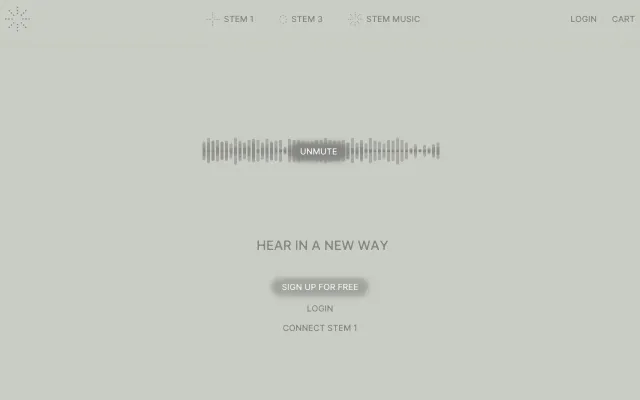 STEM 1
STEM 3
STEM MUSIC
LOGIN
CART
UNMUTE
HEAR IN A NEW WAY
SIGN UP FOR FREE
LOGIN
CONNECT STEM 1